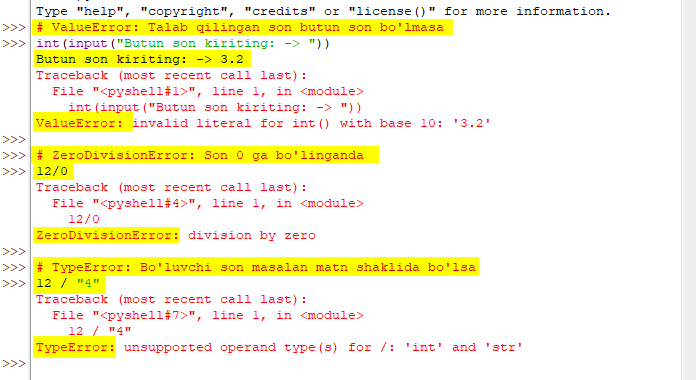 Type "help", "copyright", "credits" or "license()" for more information.
>>> # ValueError: Talab qilingan son butun son bo'lmasa
>>> int(input("Butun son kiriting: -> "))
Butun son kiriting: -> 3.2
Traceback (most recent call last):
  File "<pyshell#1>", line 1, in <module>
    int(input("Butun son kiriting: -> "))
ValueError: invalid literal for int() with base 10: '3.2'
>>>
>>> # ZeroDivisionError: Son 0 ga bo'linganda
>>> 12/0
Traceback (most recent call last):
  File "<pyshell#4>", line 1, in <module>
    12/0
ZeroDivisionError: division by zero
>>>
>>> # TypeError: Bo'luvchi son masalan matn shaklida bo'lsa
>>> 12 / "4"
Traceback (most recent call last):
  File "<pyshell#7>", line 1, in <module>
    12 / "4"
TypeError: unsupported operand type(s) for /: 'int' and 'str'
>>>